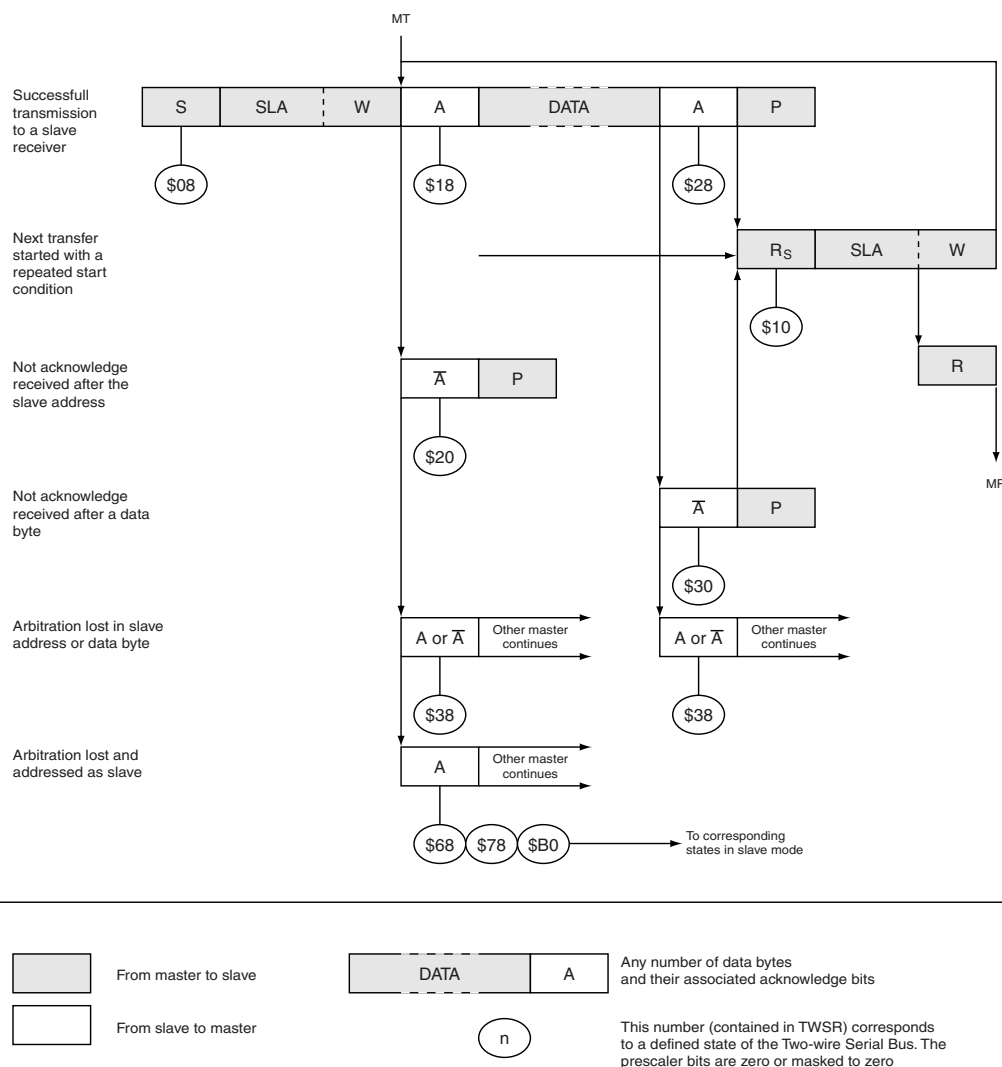 MT
Successfull
transmission
to a slave
receiver
S SLA W A DATA A P
$08 $18 $28
Next transfer
started with a
repeated start
condition
RS SLA W
$10
Not acknowledge
received after the
slave address
A̅ P
R
$20
MR
Not acknowledge
received after a data
byte
A̅ P
$30
Arbitration lost in slave
address or data byte
A or A̅ Other master
continues
A or A̅ Other master
continues
$38 $38
Arbitration lost and
addressed as slave
A Other master
continues
$68 $78 $B0
To corresponding
states in slave mode
From master to slave
DATA A
Any number of data bytes
and their associated acknowledge bits
From slave to master
n
This number (contained in TWSR) corresponds
to a defined state of the Two-wire Serial Bus. The
prescaler bits are zero or masked to zero